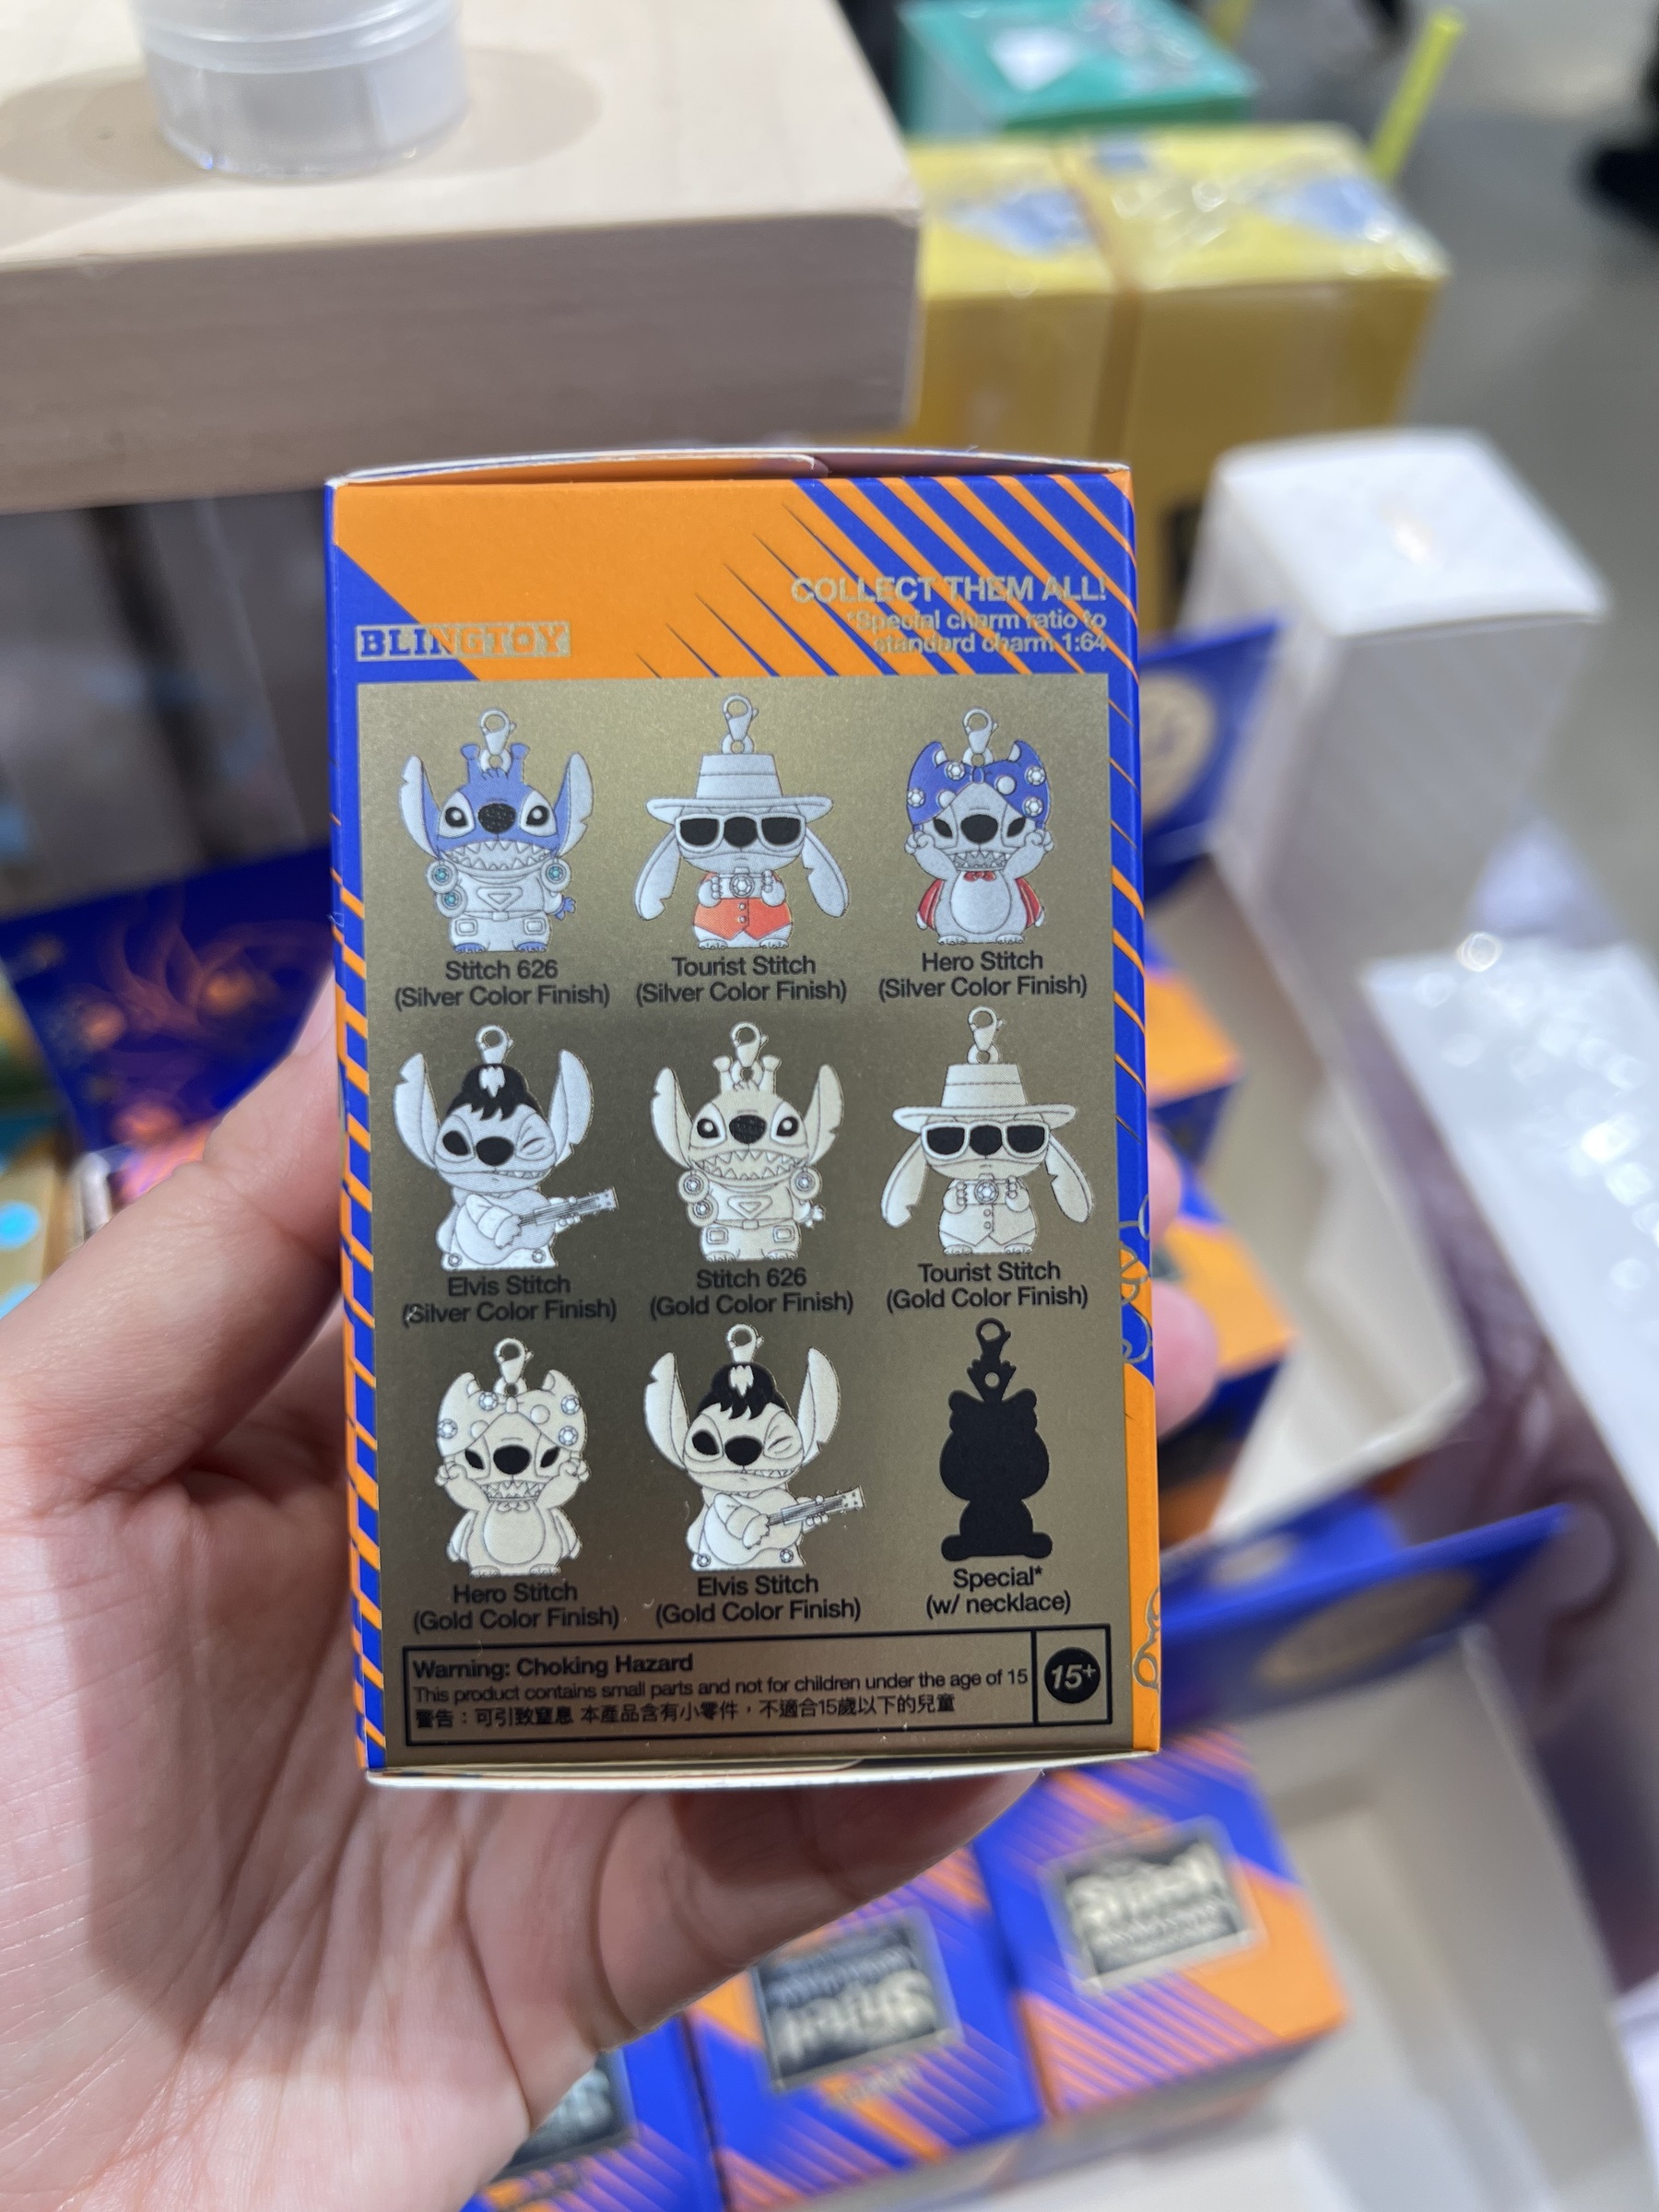 COLLECT THEM ALL!
*Special charm ratio to
standard charm 1:64
BLINGTOY
Stitch 626
(Silver Color Finish)
Tourist Stitch
(Silver Color Finish)
Hero Stitch
(Silver Color Finish)
Elvis Stitch
(Silver Color Finish)
Stitch 626
(Gold Color Finish)
Tourist Stitch
(Gold Color Finish)
Hero Stitch
(Gold Color Finish)
Elvis Stitch
(Gold Color Finish)
Special*
(w/ necklace)
Warning: Choking Hazard
This product contains small parts and not for children under the age of 15
警告：可引致窒息 本產品含有小零件，不適合15歲以下的兒童
15+
Stitch
Stitch